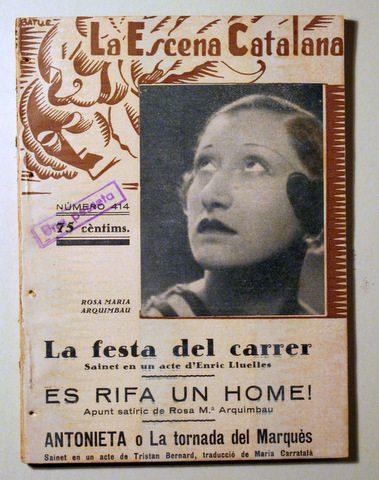 BATLLE
La Escena Catalana
NÚMERO 414
75 cèntims.
ROSA MARIA
ARQUIMBAU
La festa del carrer
Sainet en un acte d'Enric Lluelles
ES RIFA UN HOME!
Apunt satíric de Rosa M.ª Arquimbau
ANTONIETA o La tornada del Marquès
Sainet en un acte de Tristan Bernard, traducció de Maria Carratalà